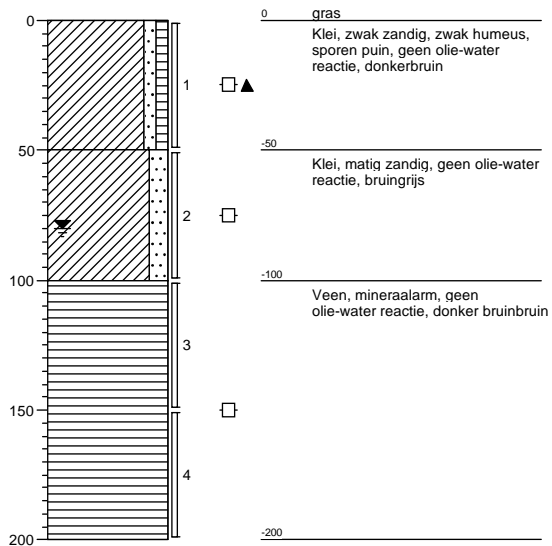 0
50
100
150
200
1
2
3
4
0
gras
Klei, zwak zandig, zwak humeus,
sporen puin, geen olie-water
reactie, donkerbruin
-50
Klei, matig zandig, geen olie-water
reactie, bruingrijs
-100
Veen, mineraalarm, geen
olie-water reactie, donker bruinbruin
-200